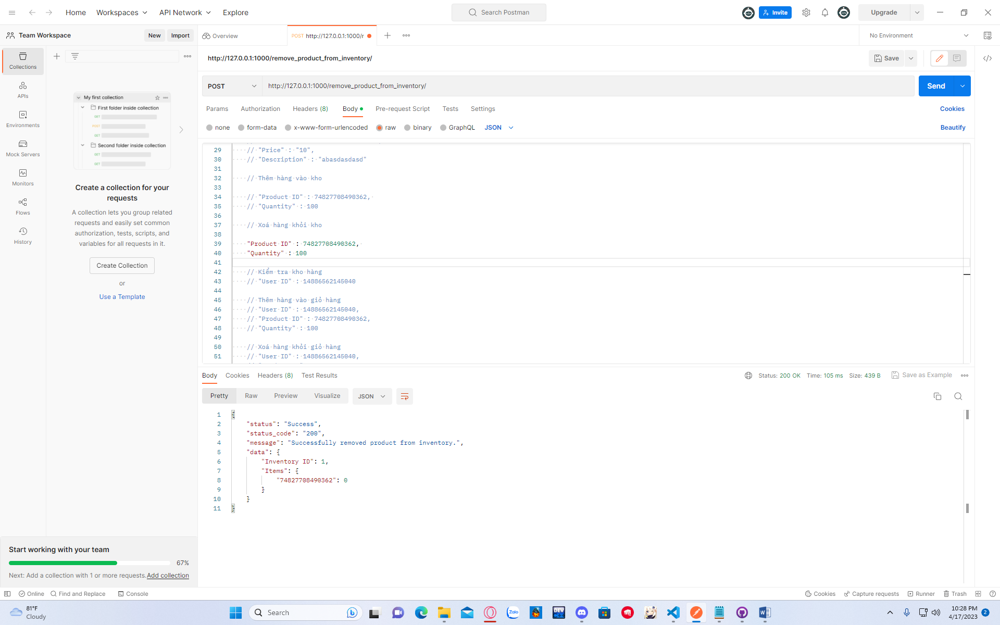 Home Workspaces API Network Explore Search Postman Invite Upgrade
Team Workspace New Import Overview POST http://127.0.0.1:1000/r No Environment
Collections
APIs
Environments
Mock Servers
Monitors
Flows
History
My first collection
First folder inside collection
GET
POST
GET
Second folder inside collection
GET
GET
Create a collection for your
requests
A collection lets you group related
requests and easily set common
authorization, tests, scripts, and
variables for all requests in it.
Create Collection
or
Use a Template
Start working with your team
67%
Next: Add a collection with 1 or more requests. Add collection
http://127.0.0.1:1000/remove_product_from_inventory/ Save
POST http://127.0.0.1:1000/remove_product_from_inventory/ Send
Params Authorization Headers (8) Body Pre-request Script Tests Settings Cookies
none form-data x-www-form-urlencoded raw binary GraphQL JSON Beautify
29 // "Price" : "10",
30 // "Description" : "abasdasdasd"
31
32 // Thêm hàng vào kho
33
34 // "Product ID" : 74827708490362,
35 // "Quantity" : 100
36
37 // Xoá hàng khỏi kho
38
39 "Product ID" : 74827708490362,
40 "Quantity" : 100
41
42 // Kiểm tra kho hàng
43 // "User ID" : 14886562145040
44
45 // Thêm hàng vào giỏ hàng
46 // "User ID" : 14886562145040,
47 // "Product ID" : 74827708490362,
48 // "Quantity" : 100
49
50 // Xoá hàng khỏi giỏ hàng
51 // "User ID" : 14886562145040,
Body Cookies Headers (8) Test Results Status: 200 OK Time: 105 ms Size: 439 B Save as Example
Pretty Raw Preview Visualize JSON
1 {
2 "status": "Success",
3 "status_code": "200",
4 "message": "Successfully removed product from inventory.",
5 "data": {
6 "Inventory ID": 1,
7 "Items": {
8 "74827708490362": 0
9 }
10 }
11 }
Online Find and Replace Console Cookies Capture requests Runner Trash
81°F
Cloudy
Search
Zalo
DEV
10:28 PM
4/17/2023
2